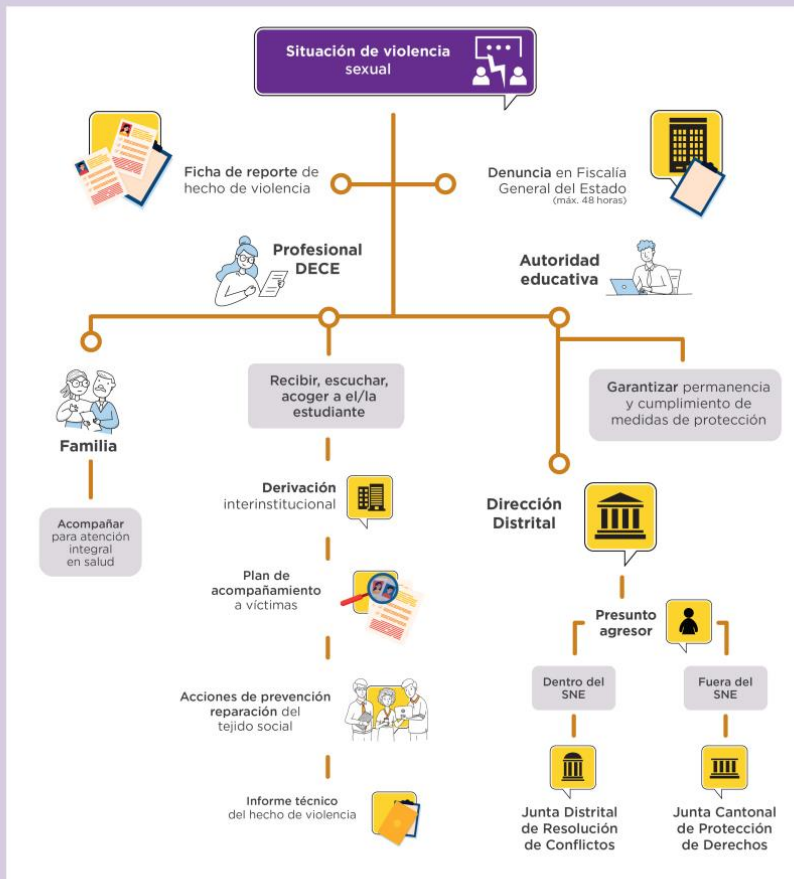 Situación de violencia
sexual
Ficha de reporte de
hecho de violencia
Denuncia en Fiscalía
General del Estado
(máx. 48 horas)
Profesional
DECE
Autoridad
educativa
Familia
Acompañar
para atención
integral
en salud
Recibir, escuchar,
acoger a el/la
estudiante
Derivación
interinstitucional
Plan de
acompañamiento
a víctimas
Acciones de prevención
reparación del
tejido social
Informe técnico
del hecho de violencia
Garantizar permanencia
y cumplimiento de
medidas de protección
Dirección
Distrital
Presunto
agresor
Dentro del
SNE
Fuera del
SNE
Junta Distrital
de Resolución
de Conflictos
Junta Cantonal
de Protección
de Derechos